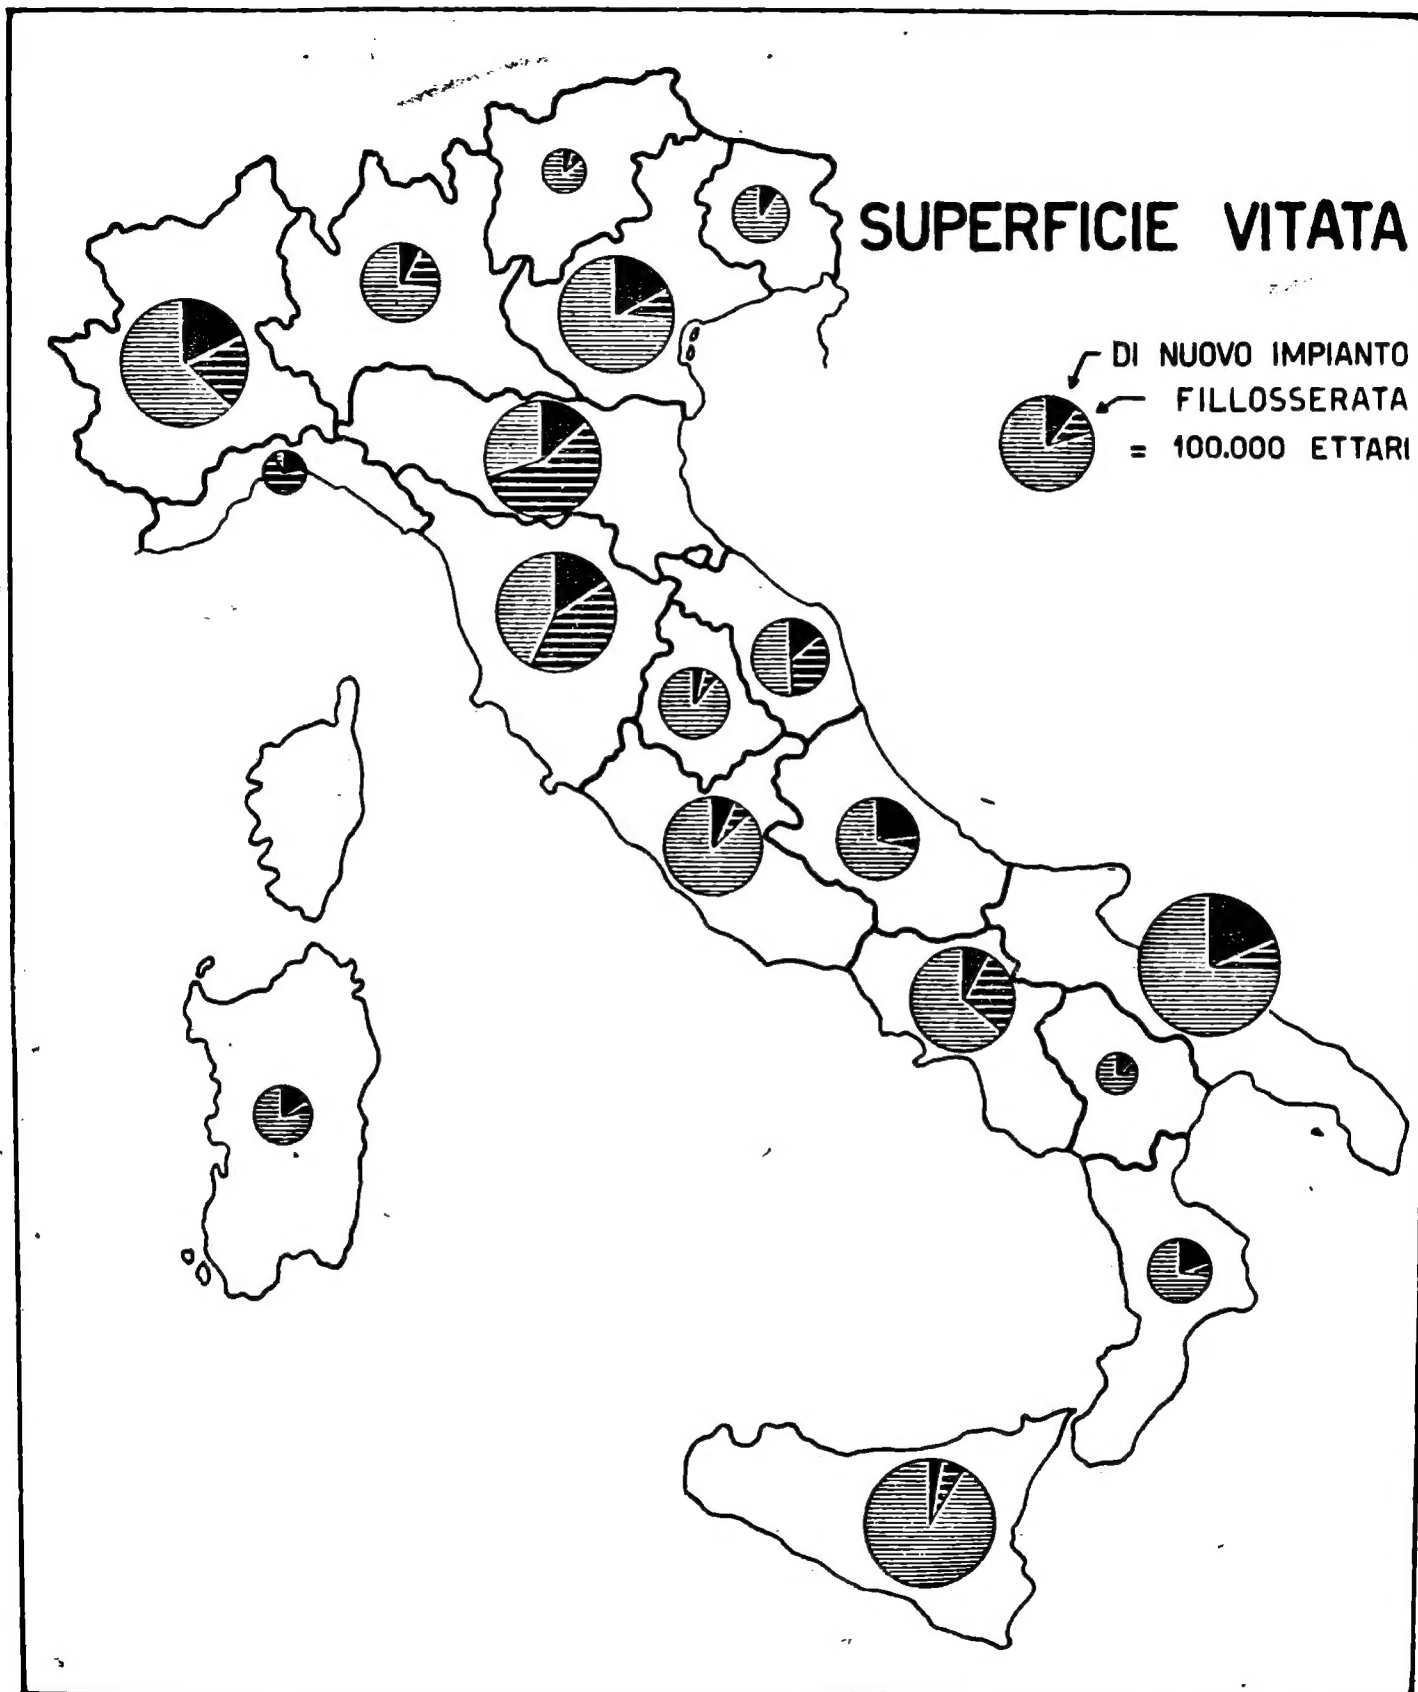 SUPERFICIE VITATA
DI NUOVO IMPIANTO
FILLOSSERATA
= 100.000 ETTARI